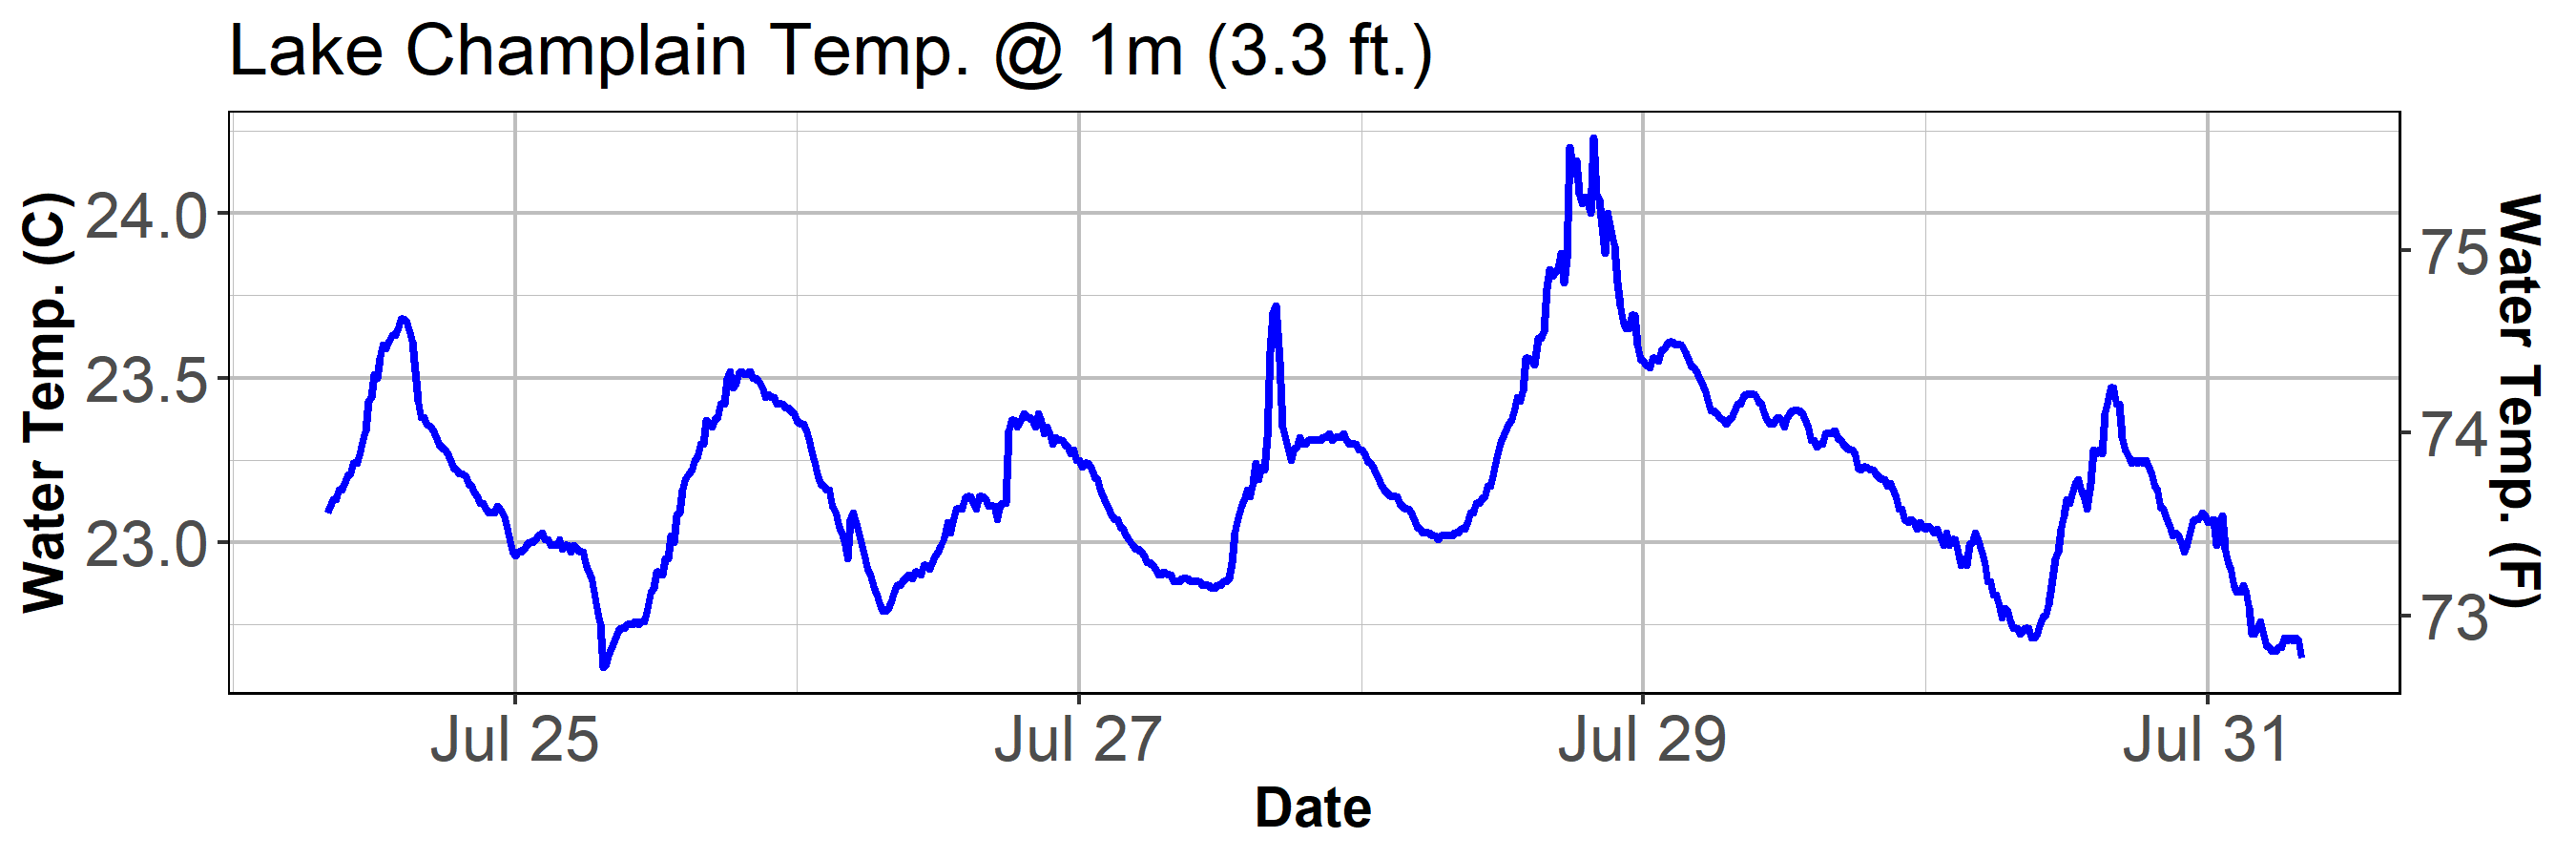 Lake Champlain Temp. @ 1m (3.3 ft.)
Water Temp. (C)
24.0
23.5
23.0
75
74
73
Water Temp. (F)
Jul 25
Jul 27
Jul 29
Jul 31
Date